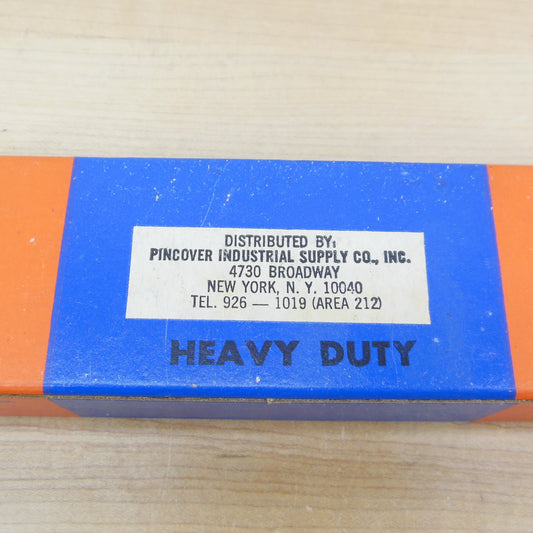 DISTRIBUTED BY:
PINCOVER INDUSTRIAL SUPPLY CO., INC.
4730 BROADWAY
NEW YORK, N. Y. 10040
TEL. 926 — 1019 (AREA 212)
HEAVY DUTY